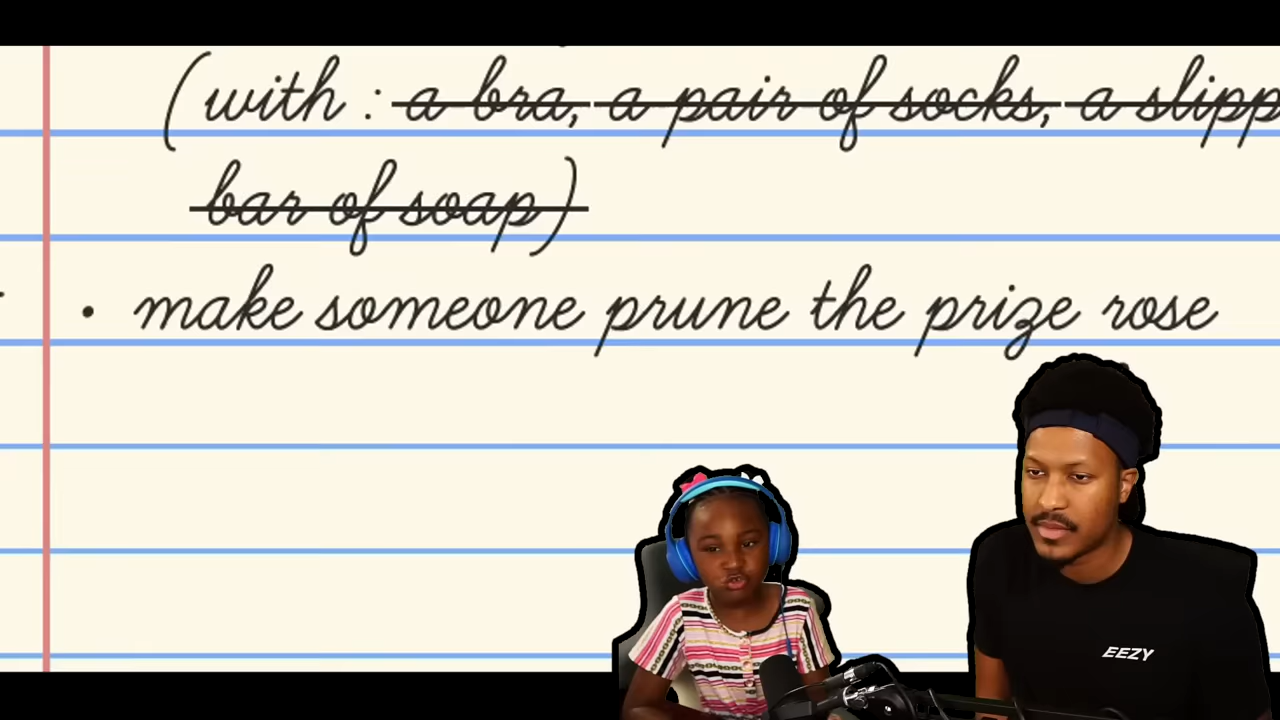 (with : a bra, a pair of socks, a slipp
bar of soap)
• make someone prune the prize rose
EEZY